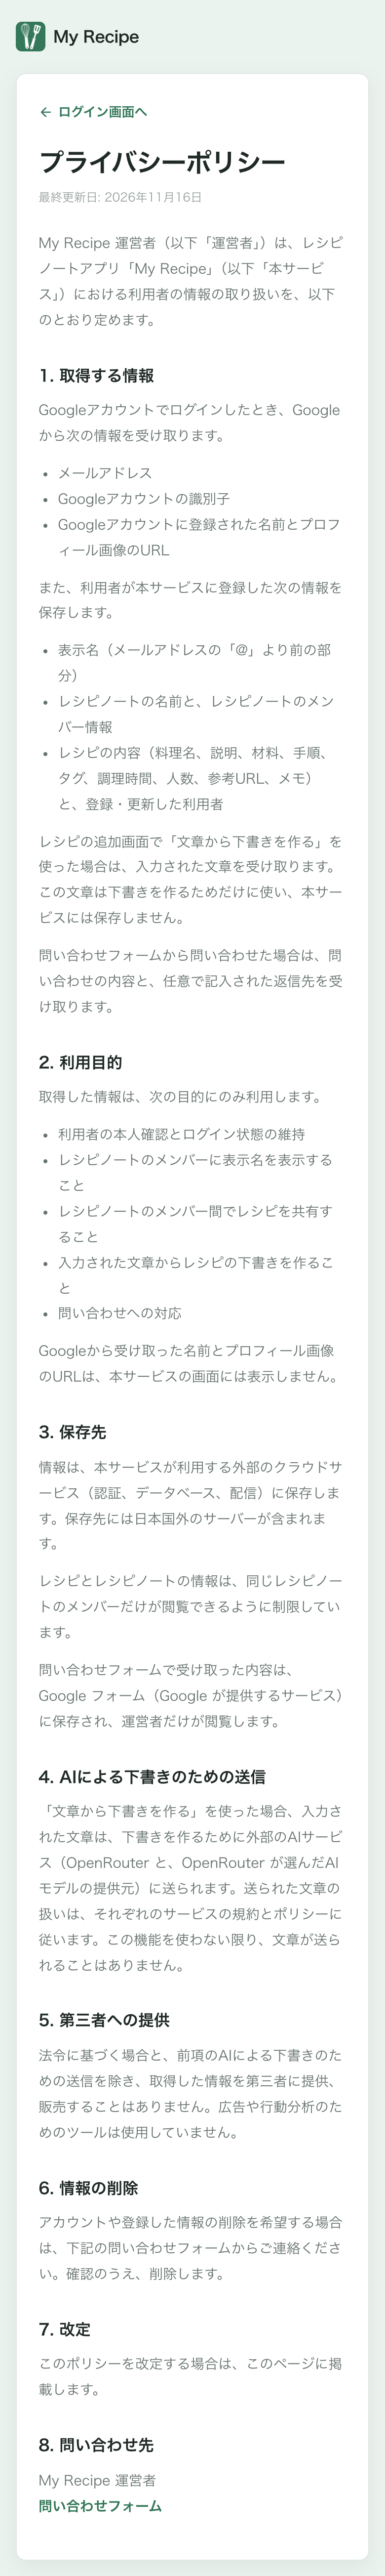 My Recipe
← ログイン画面へ
プライバシーポリシー
最終更新日: 2026年11月16日
My Recipe 運営者（以下「運営者」）は、レシピ
ノートアプリ「My Recipe」（以下「本サービ
ス」）における利用者の情報の取り扱いを、以下
のとおり定めます。
1. 取得する情報
Googleアカウントでログインしたとき、Google
から次の情報を受け取ります。
• メールアドレス
• Googleアカウントの識別子
• Googleアカウントに登録された名前とプロフ
ィール画像のURL
また、利用者が本サービスに登録した次の情報を
保存します。
• 表示名（メールアドレスの「@」より前の部
分）
• レシピノートの名前と、レシピノートのメン
バー情報
• レシピの内容（料理名、説明、材料、手順、
タグ、調理時間、人数、参考URL、メモ）
と、登録・更新した利用者
レシピの追加画面で「文章から下書きを作る」を
使った場合は、入力された文章を受け取ります。
この文章は下書きを作るためだけに使い、本サー
ビスには保存しません。
問い合わせフォームから問い合わせた場合は、問
い合わせの内容と、任意で記入された返信先を受
け取ります。
2. 利用目的
取得した情報は、次の目的にのみ利用します。
• 利用者の本人確認とログイン状態の維持
• レシピノートのメンバーに表示名を表示する
こと
• レシピノートのメンバー間でレシピを共有す
ること
• 入力された文章からレシピの下書きを作るこ
と
• 問い合わせへの対応
Googleから受け取った名前とプロフィール画像
のURLは、本サービスの画面には表示しません。
3. 保存先
情報は、本サービスが利用する外部のクラウドサ
ービス（認証、データベース、配信）に保存しま
す。保存先には日本国外のサーバーが含まれま
す。
レシピとレシピノートの情報は、同じレシピノー
トのメンバーだけが閲覧できるように制限してい
ます。
問い合わせフォームで受け取った内容は、
Google フォーム（Google が提供するサービス）
に保存され、運営者だけが閲覧します。
4. AIによる下書きのための送信
「文章から下書きを作る」を使った場合、入力さ
れた文章は、下書きを作るために外部のAIサービ
ス（OpenRouter と、OpenRouter が選んだAI
モデルの提供元）に送られます。送られた文章の
扱いは、それぞれのサービスの規約とポリシーに
従います。この機能を使わない限り、文章が送ら
れることはありません。
5. 第三者への提供
法令に基づく場合と、前項のAIによる下書きのた
めの送信を除き、取得した情報を第三者に提供、
販売することはありません。広告や行動分析のた
めのツールは使用していません。
6. 情報の削除
アカウントや登録した情報の削除を希望する場合
は、下記の問い合わせフォームからご連絡くださ
い。確認のうえ、削除します。
7. 改定
このポリシーを改定する場合は、このページに掲
載します。
8. 問い合わせ先
My Recipe 運営者
問い合わせフォーム